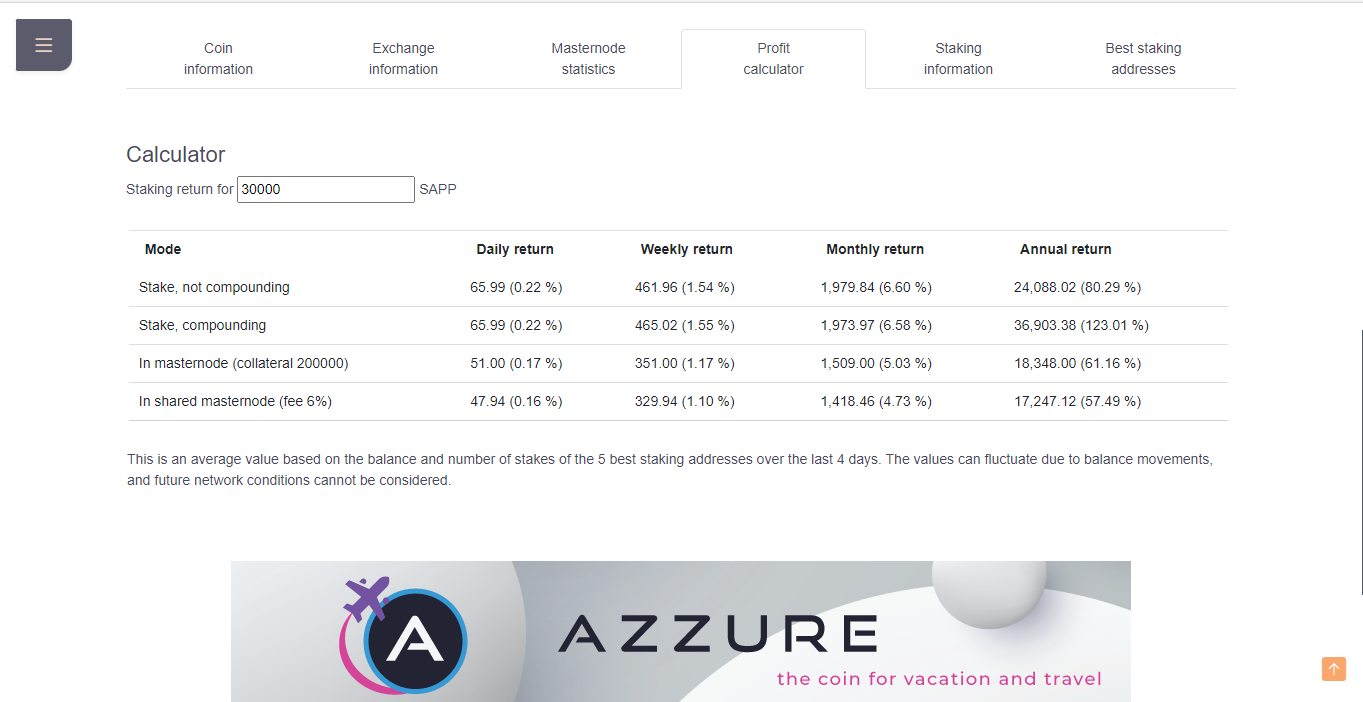 Coin information
Exchange information
Masternode statistics
Profit calculator
Staking information
Best staking addresses
Calculator
Staking return for 30000 SAPP
Mode Daily return Weekly return Monthly return Annual return
Stake, not compounding 65.99 (0.22 %) 461.96 (1.54 %) 1,979.84 (6.60 %) 24,088.02 (80.29 %)
Stake, compounding 65.99 (0.22 %) 465.02 (1.55 %) 1,973.97 (6.58 %) 36,903.38 (123.01 %)
In masternode (collateral 200000) 51.00 (0.17 %) 351.00 (1.17 %) 1,509.00 (5.03 %) 18,348.00 (61.16 %)
In shared masternode (fee 6%) 47.94 (0.16 %) 329.94 (1.10 %) 1,418.46 (4.73 %) 17,247.12 (57.49 %)
This is an average value based on the balance and number of stakes of the 5 best staking addresses over the last 4 days. The values can fluctuate due to balance movements,
and future network conditions cannot be considered.
A AZZURE
the coin for vacation and travel